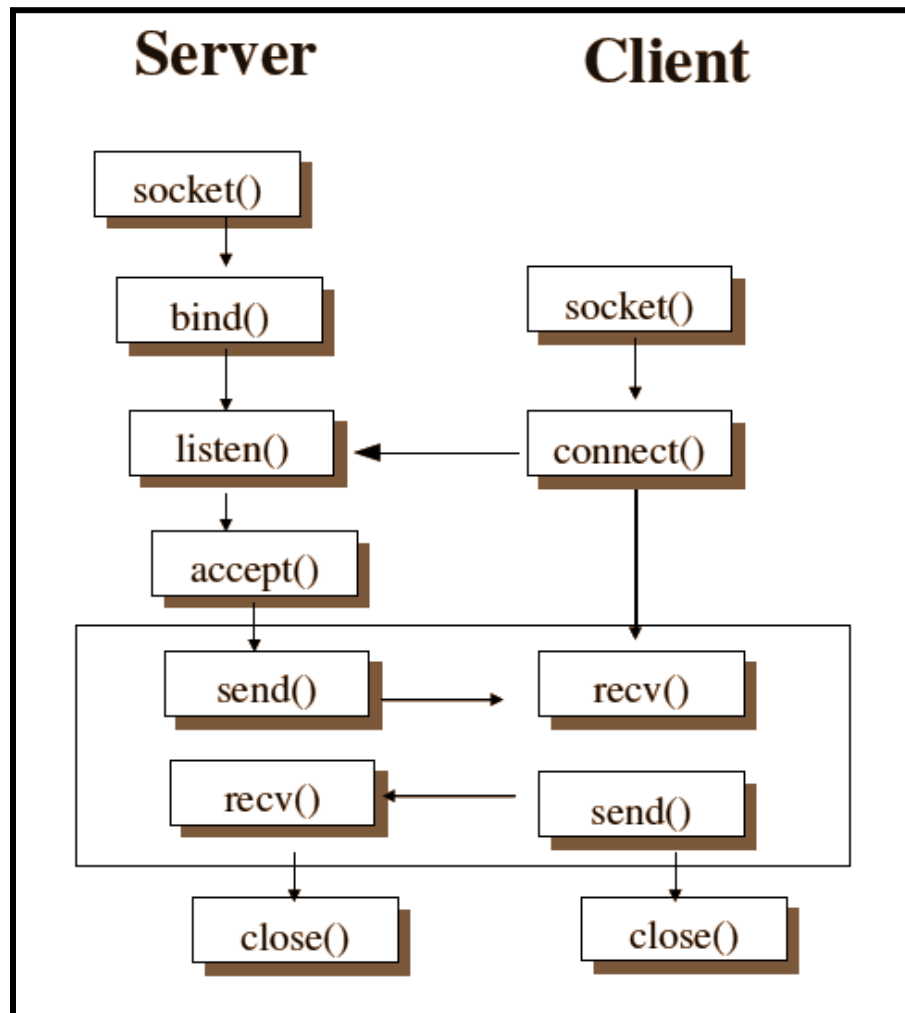 Server
Client
socket()
bind()
socket()
listen()
connect()
accept()
send()
recv()
recv()
send()
close()
close()